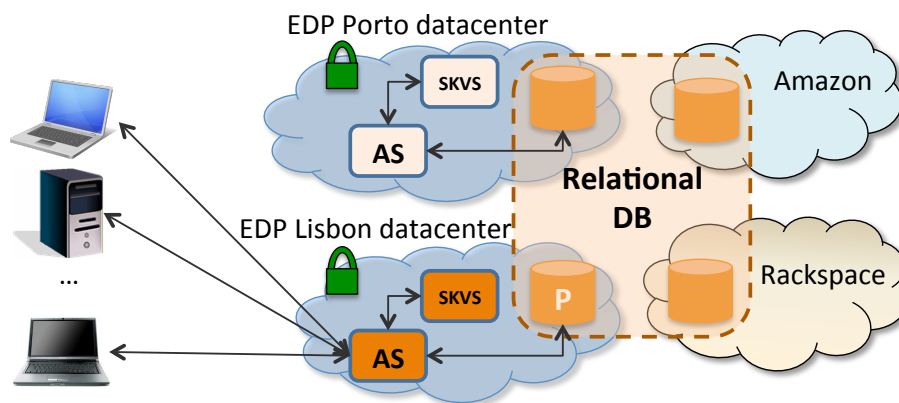 EDP Porto datacenter
SKVS
AS
Amazon
Relational
DB
EDP Lisbon datacenter
SKVS
AS
P
Rackspace
...